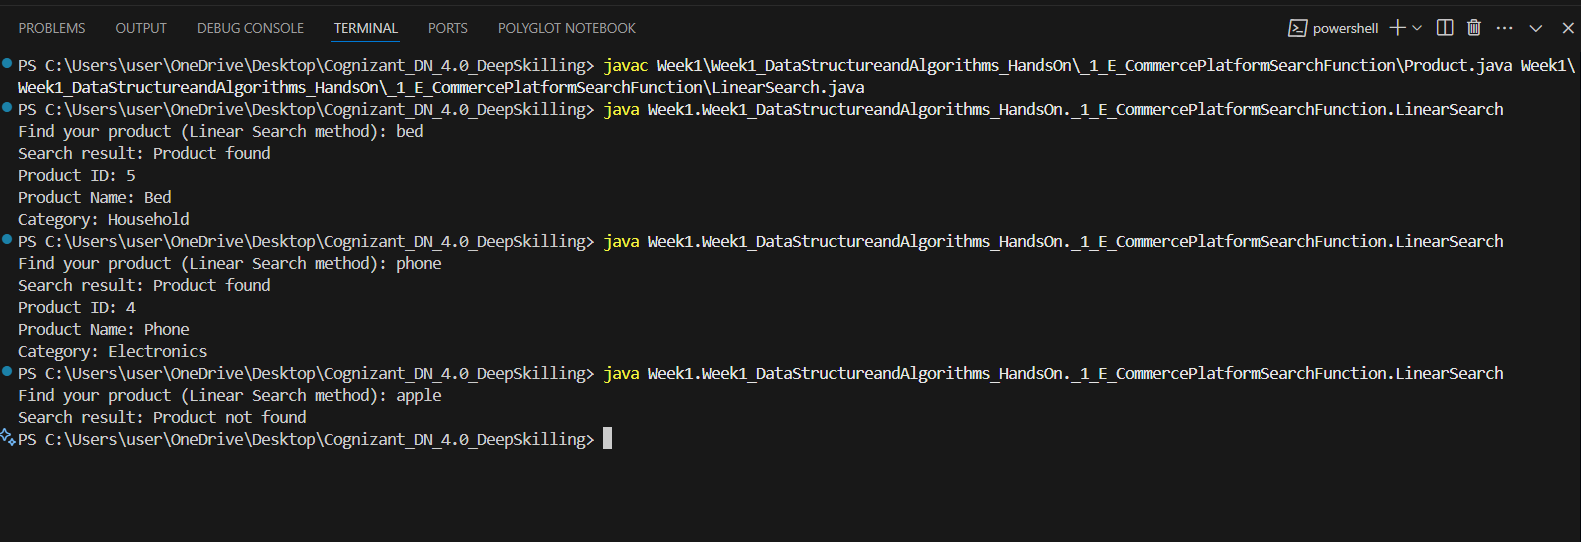 PROBLEMS OUTPUT DEBUG CONSOLE TERMINAL PORTS POLYGLOT NOTEBOOK powershell
PS C:\Users\user\OneDrive\Desktop\Cognizant_DN_4.0_DeepSkilling> javac Week1\Week1_DataStructureandAlgorithms_HandsOn\_1_E_CommercePlatformSearchFunction\Product.java Week1\
Week1_DataStructureandAlgorithms_HandsOn\_1_E_CommercePlatformSearchFunction\LinearSearch.java
PS C:\Users\user\OneDrive\Desktop\Cognizant_DN_4.0_DeepSkilling> java Week1.Week1_DataStructureandAlgorithms_HandsOn._1_E_CommercePlatformSearchFunction.LinearSearch
Find your product (Linear Search method): bed
Search result: Product found
Product ID: 5
Product Name: Bed
Category: Household
PS C:\Users\user\OneDrive\Desktop\Cognizant_DN_4.0_DeepSkilling> java Week1.Week1_DataStructureandAlgorithms_HandsOn._1_E_CommercePlatformSearchFunction.LinearSearch
Find your product (Linear Search method): phone
Search result: Product found
Product ID: 4
Product Name: Phone
Category: Electronics
PS C:\Users\user\OneDrive\Desktop\Cognizant_DN_4.0_DeepSkilling> java Week1.Week1_DataStructureandAlgorithms_HandsOn._1_E_CommercePlatformSearchFunction.LinearSearch
Find your product (Linear Search method): apple
Search result: Product not found
PS C:\Users\user\OneDrive\Desktop\Cognizant_DN_4.0_DeepSkilling>